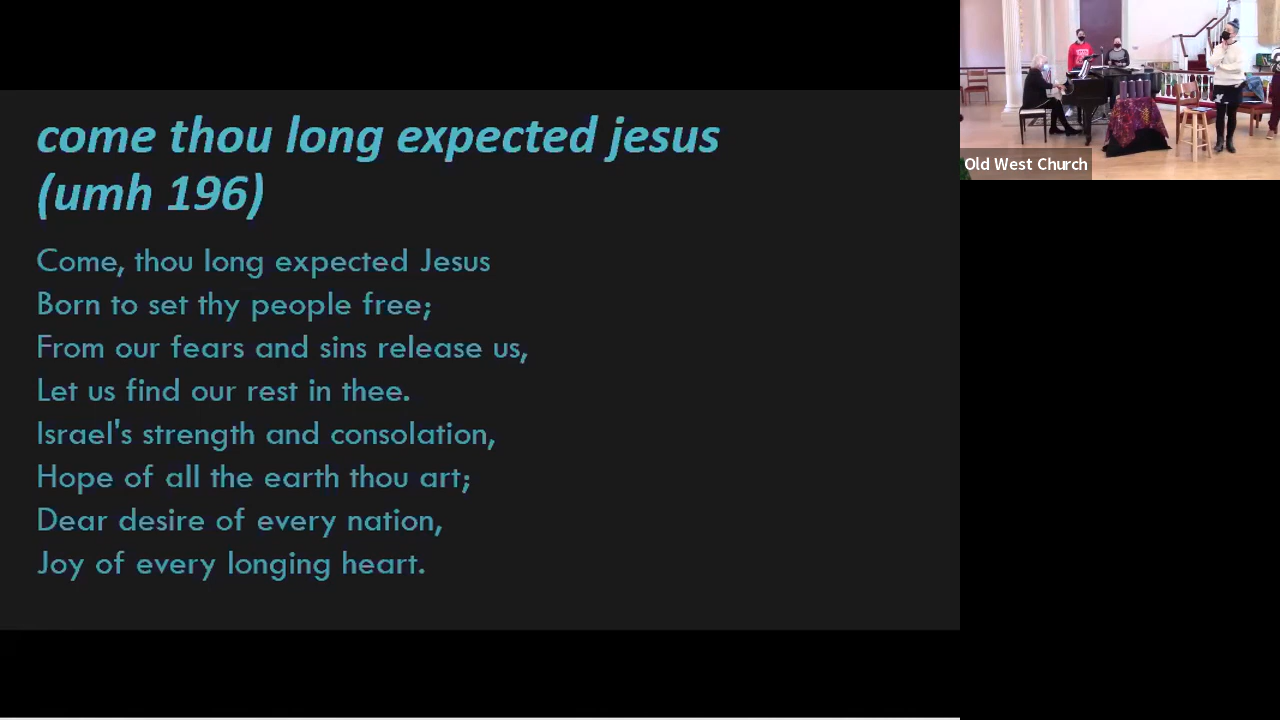 come thou long expected jesus
(umh 196)
Come, thou long expected Jesus
Born to set thy people free;
From our fears and sins release us,
Let us find our rest in thee.
Israel's strength and consolation,
Hope of all the earth thou art;
Dear desire of every nation,
Joy of every longing heart.
Old West Church